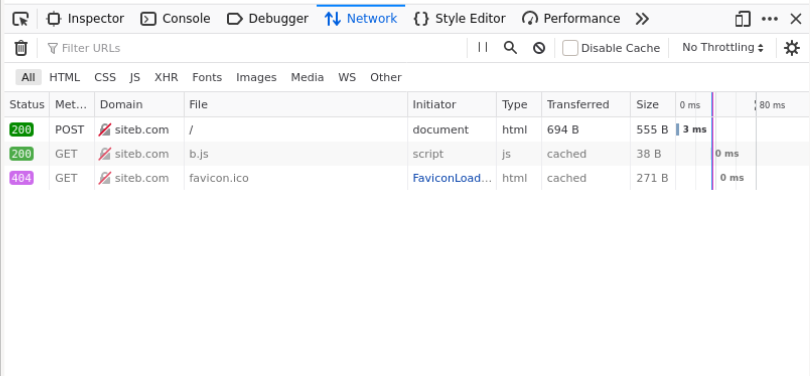 Inspector Console Debugger Network Style Editor Performance
Filter URLs Disable Cache No Throttling
All HTML CSS JS XHR Fonts Images Media WS Other
Status Met... Domain File Initiator Type Transferred Size 0 ms 80 ms
200 POST siteb.com / document html 694 B 555 B 3 ms
200 GET siteb.com b.js script js cached 38 B 0 ms
404 GET siteb.com favicon.ico FaviconLoad... html cached 271 B 0 ms